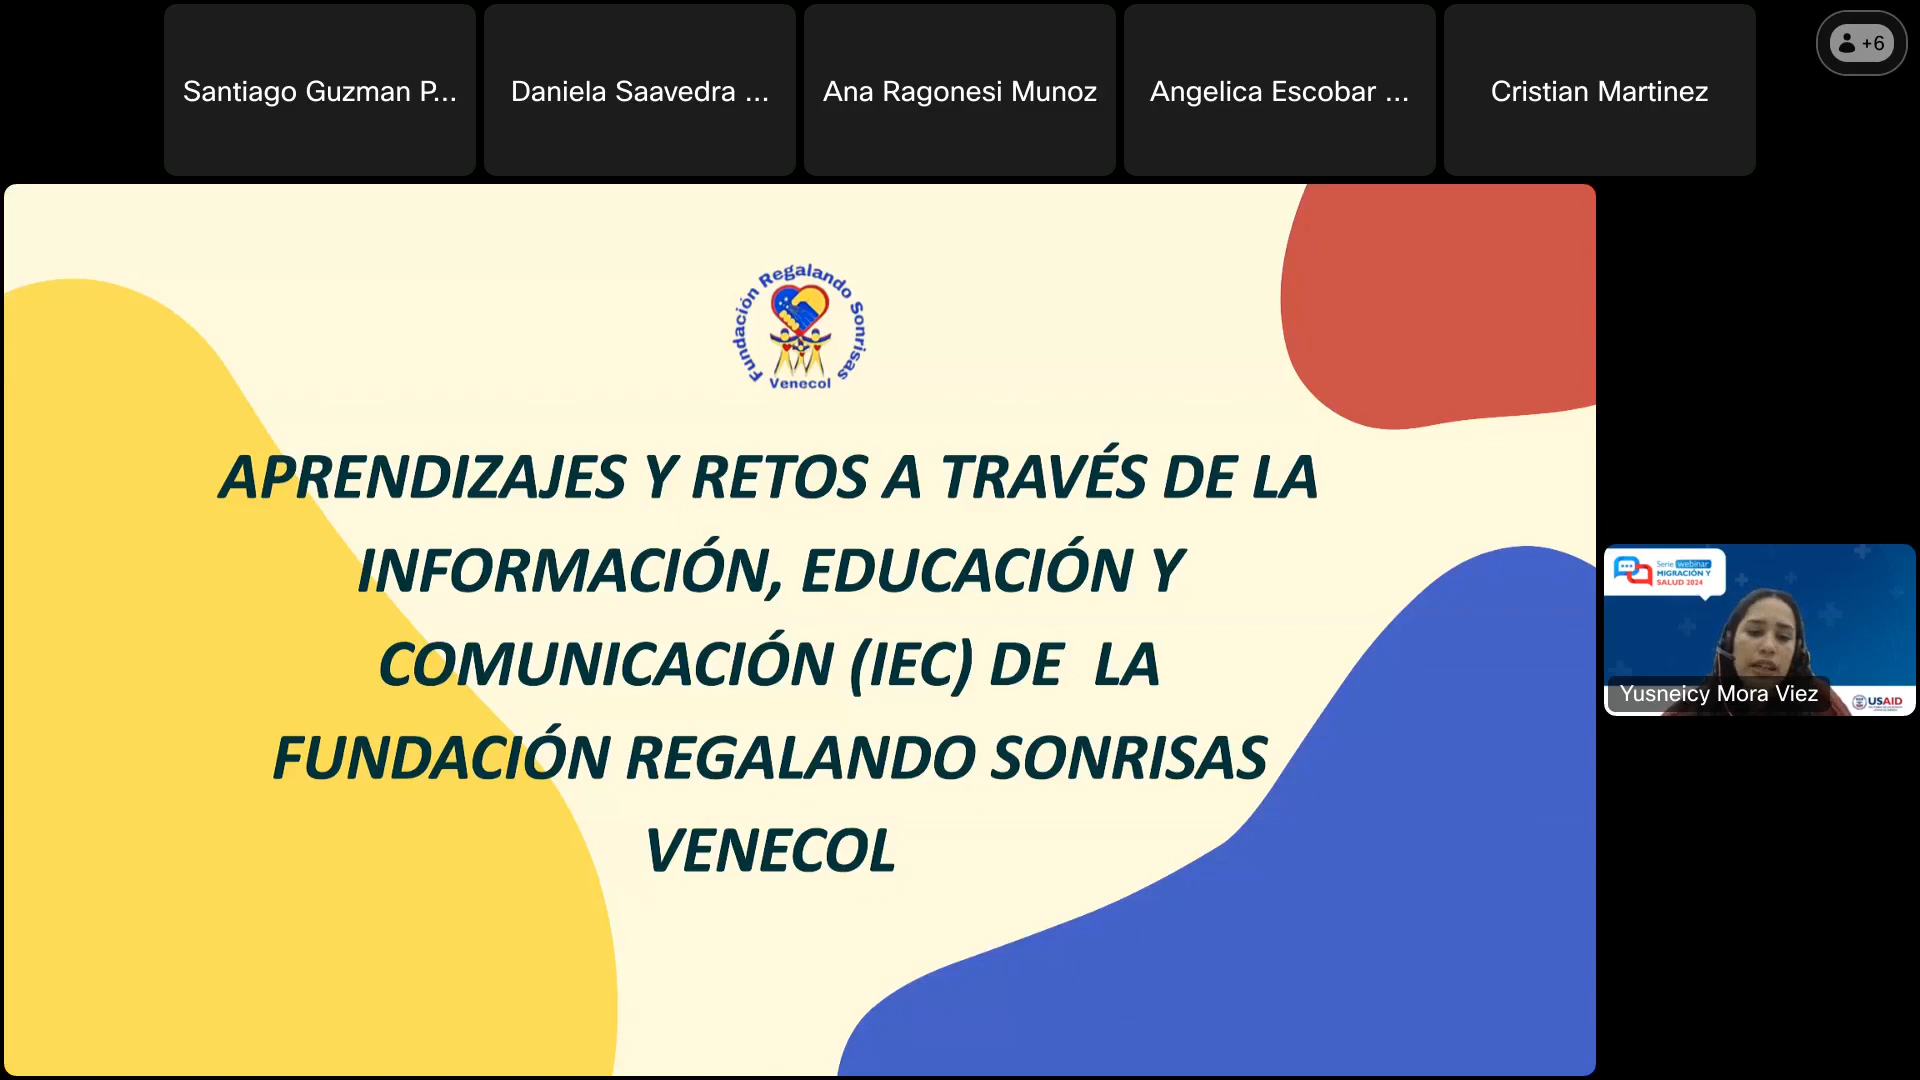 Santiago Guzman P...
Daniela Saavedra ...
Ana Ragonesi Munoz
Angelica Escobar ...
Cristian Martinez
+6
Fundación Regalando Sonrisas
Venecol
APRENDIZAJES Y RETOS A TRAVÉS DE LA
INFORMACIÓN, EDUCACIÓN Y
COMUNICACIÓN (IEC) DE LA
FUNDACIÓN REGALANDO SONRISAS
VENECOL
Serie webinar
MIGRACIÓN Y
SALUD 2024
Yusneicy Mora Viez
USAID